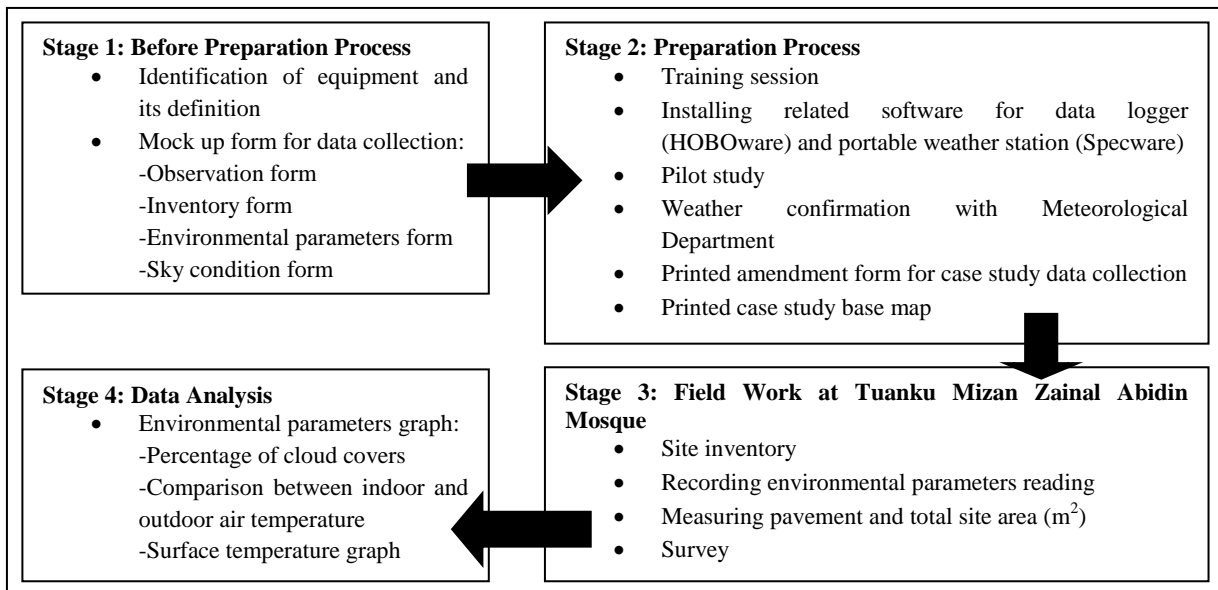 Stage 1: Before Preparation Process
• Identification of equipment and
its definition
• Mock up form for data collection:
-Observation form
-Inventory form
-Environmental parameters form
-Sky condition form
Stage 2: Preparation Process
• Training session
• Installing related software for data logger
(HOBOware) and portable weather station (Specware)
• Pilot study
• Weather confirmation with Meteorological
Department
• Printed amendment form for case study data collection
• Printed case study base map
Stage 3: Field Work at Tuanku Mizan Zainal Abidin
Mosque
• Site inventory
• Recording environmental parameters reading
• Measuring pavement and total site area (m²)
• Survey
Stage 4: Data Analysis
• Environmental parameters graph:
-Percentage of cloud covers
-Comparison between indoor and
outdoor air temperature
-Surface temperature graph